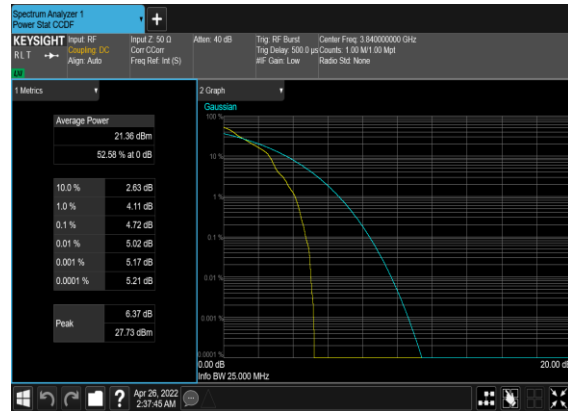 Spectrum Analyzer 1
Power Stat CCDF
KEYSIGHT
RLT
LW
Input: RF
Coupling: DC
Align: Auto
Input Z: 50 Ω
Corr CCorr
Freq Ref: Int (S)
Atten: 40 dB
Trig: RF Burst
Trig Delay: 500.0 µs
#IF Gain: Low
Center Freq: 3.840000000 GHz
Counts: 1.00 M/1.00 Mpt
Radio Std: None
1 Metrics
Average Power
21.36 dBm
52.58 % at 0 dB
10.0 % 2.63 dB
1.0 % 4.11 dB
0.1 % 4.72 dB
0.01 % 5.02 dB
0.001 % 5.17 dB
0.0001 % 5.21 dB
Peak
6.37 dB
27.73 dBm
2 Graph
Gaussian
100 %
10 %
1 %
0.1 %
0.01 %
0.001 %
0.0001 %
0.00 dB
20.00 dB
Info BW 25.000 MHz
?
Apr 26, 2022
2:37:45 AM